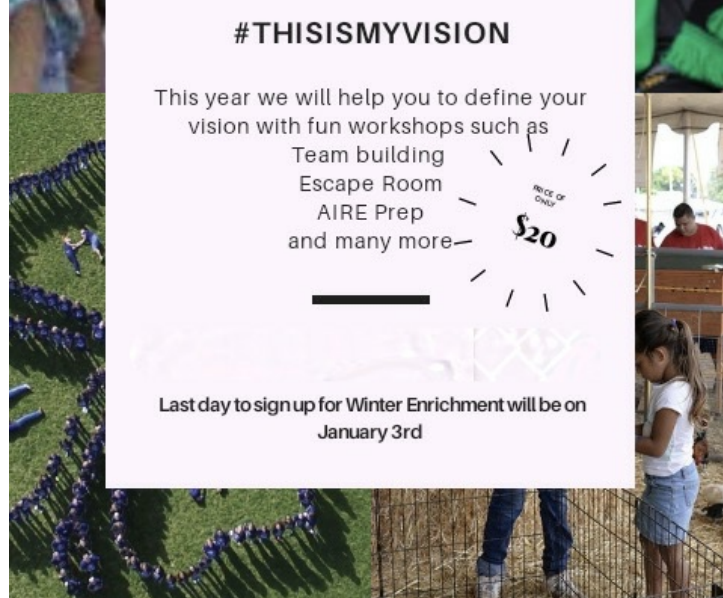 #THISISMYVISION
This year we will help you to define your
vision with fun workshops such as
Team building
Escape Room
AIRE Prep
and many more
PRICE OF
ONLY
$20
Last day to sign up for Winter Enrichment will be on
January 3rd